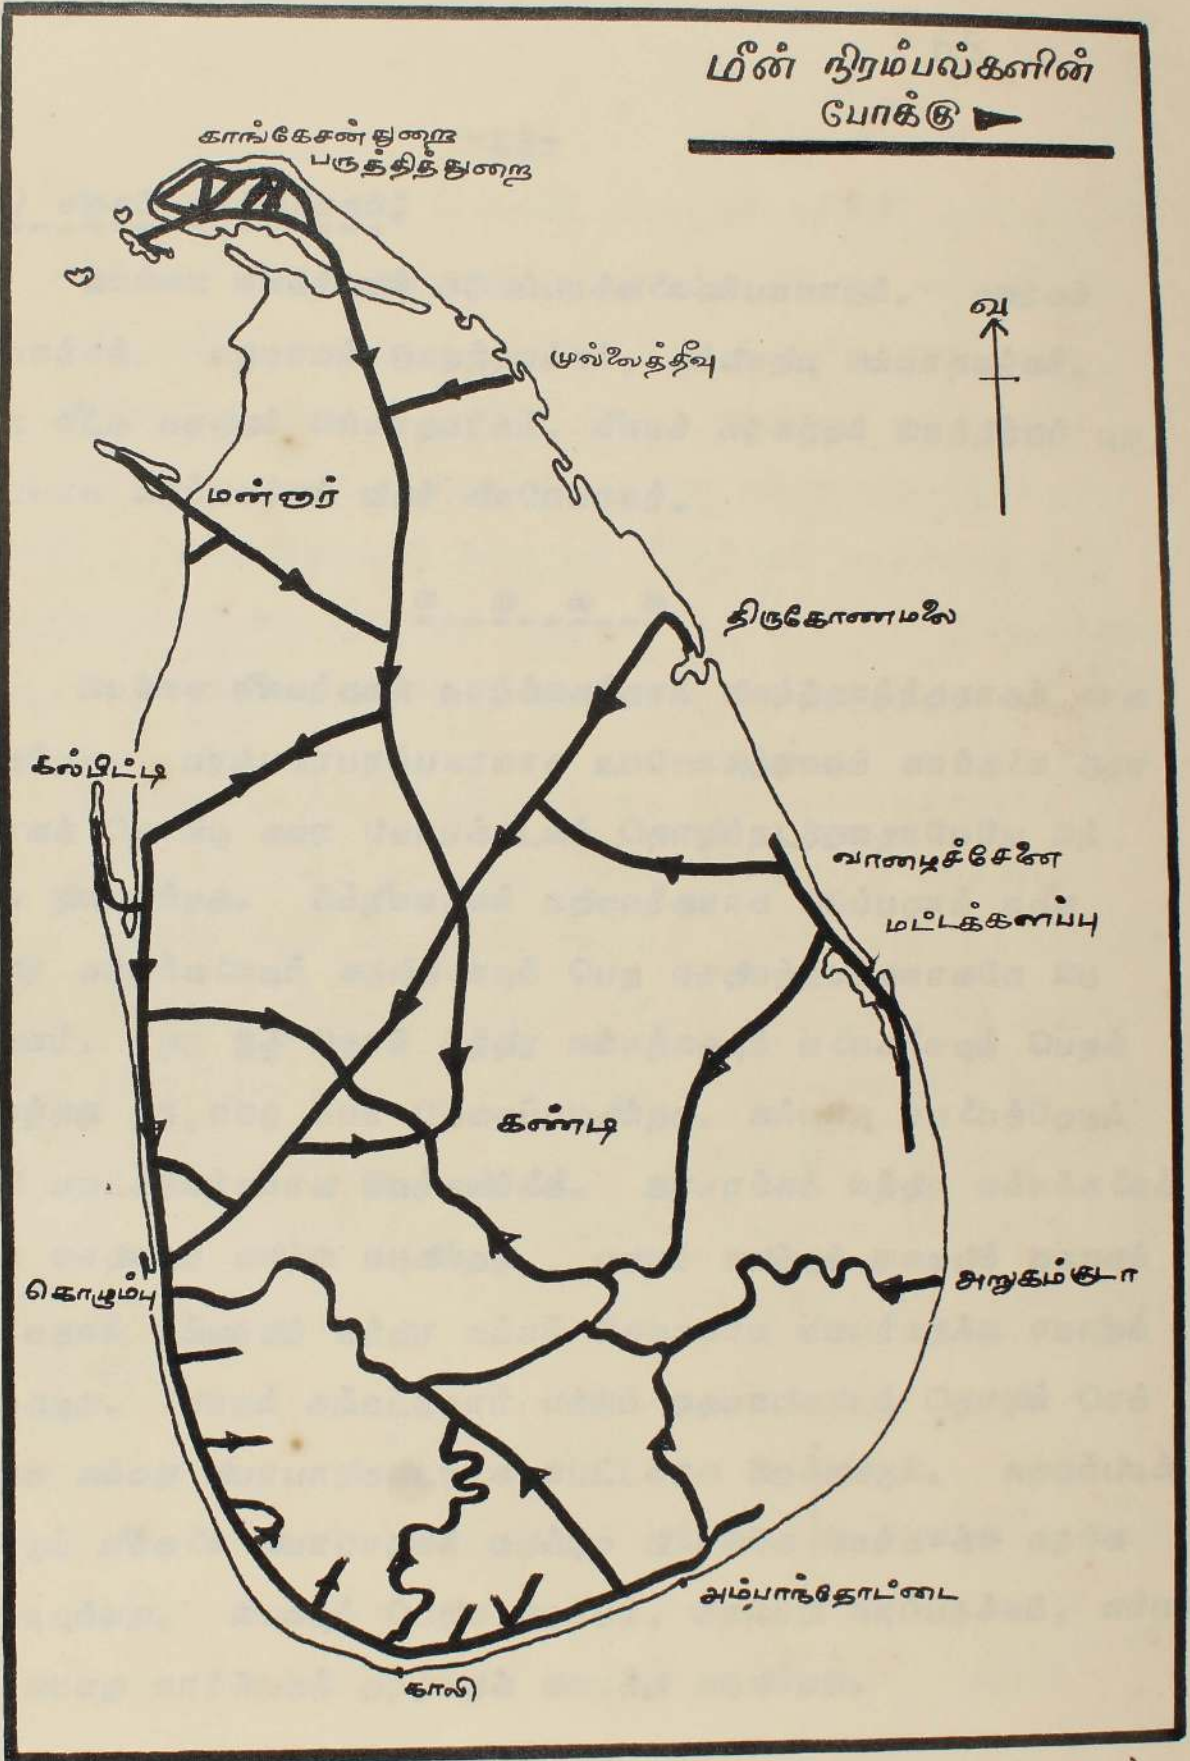 மீன் நிரம்பல்களின்
போக்கு
காங்கேசன்துறை
பருத்தித்துறை
வ
முல்லைத்தீவு
மன்னார்
திருகோணமலை
கல்பிட்டி
வாழைச்சேனை
மட்டக்களப்பு
கண்டி
அறுகம்குடா
கொழும்பு
அம்பாந்தோட்டை
காலி